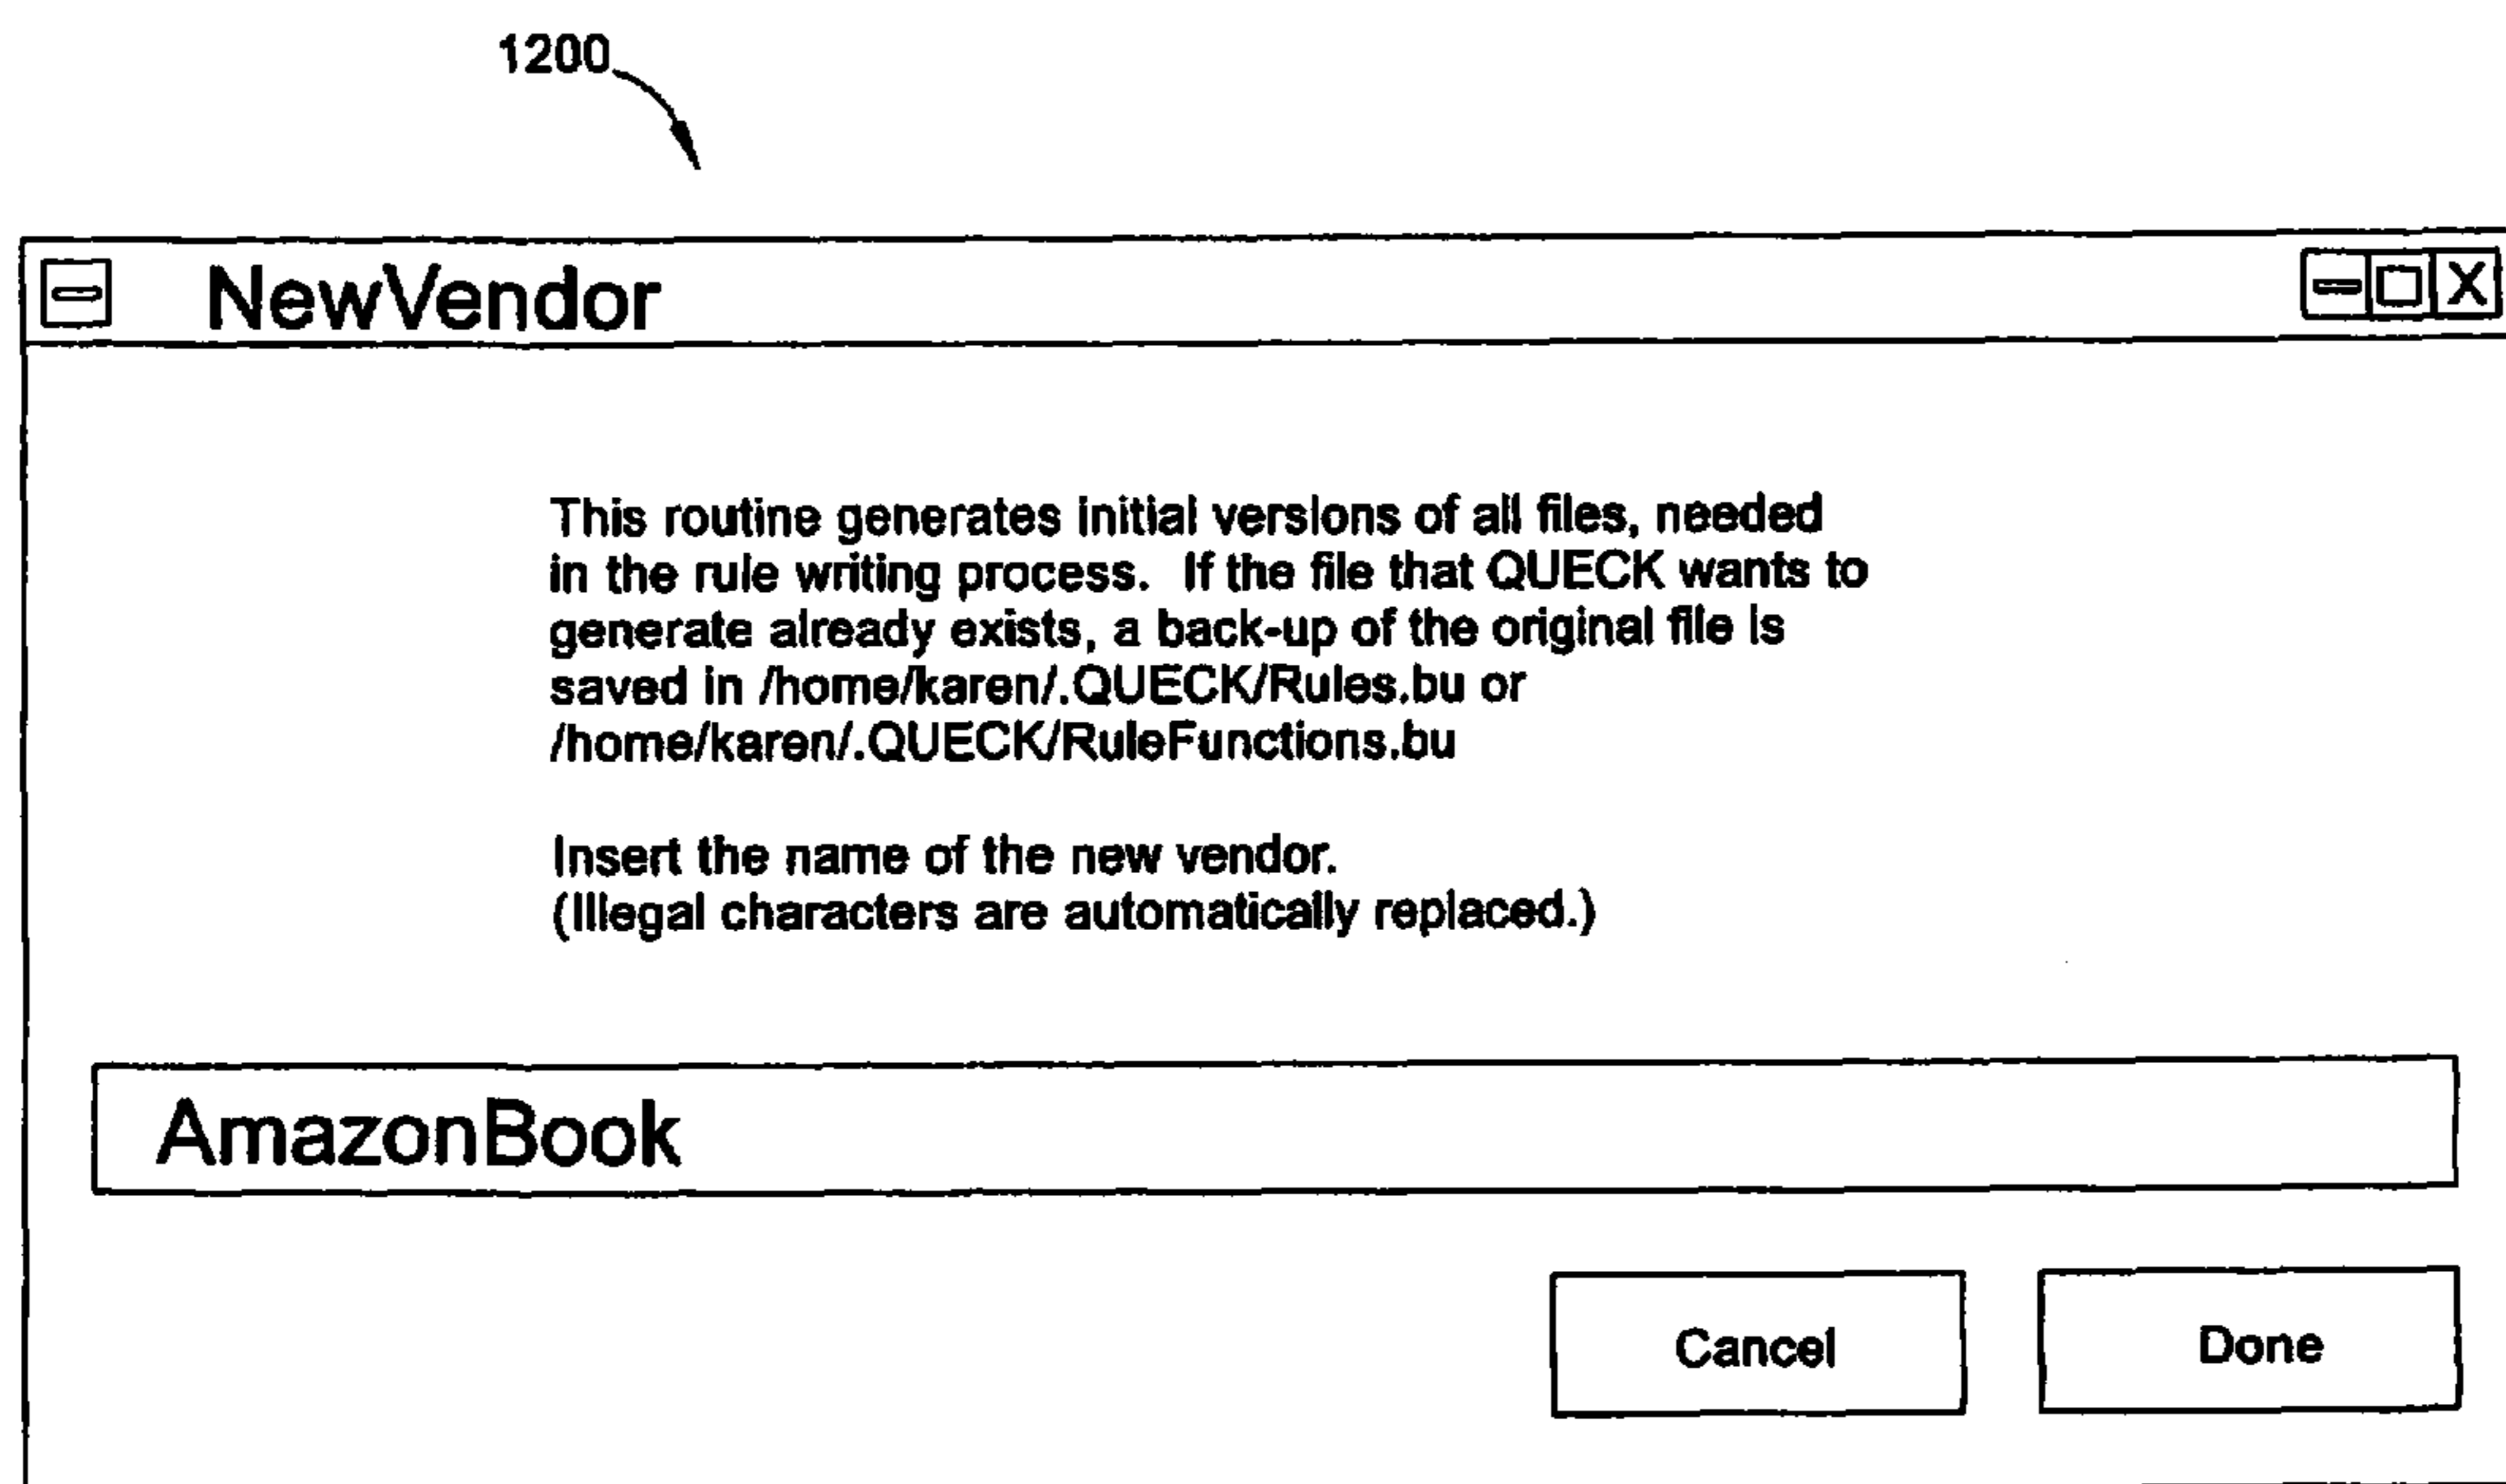 1200
NewVendor
X
This routine generates initial versions of all files, needed
in the rule writing process. If the file that QUECK wants to
generate already exists, a back-up of the original file is
saved in /home/karen/.QUECK/Rules.bu or
/home/karen/.QUECK/RuleFunctions.bu
Insert the name of the new vendor.
(Illegal characters are automatically replaced.)
AmazonBook
Cancel Done